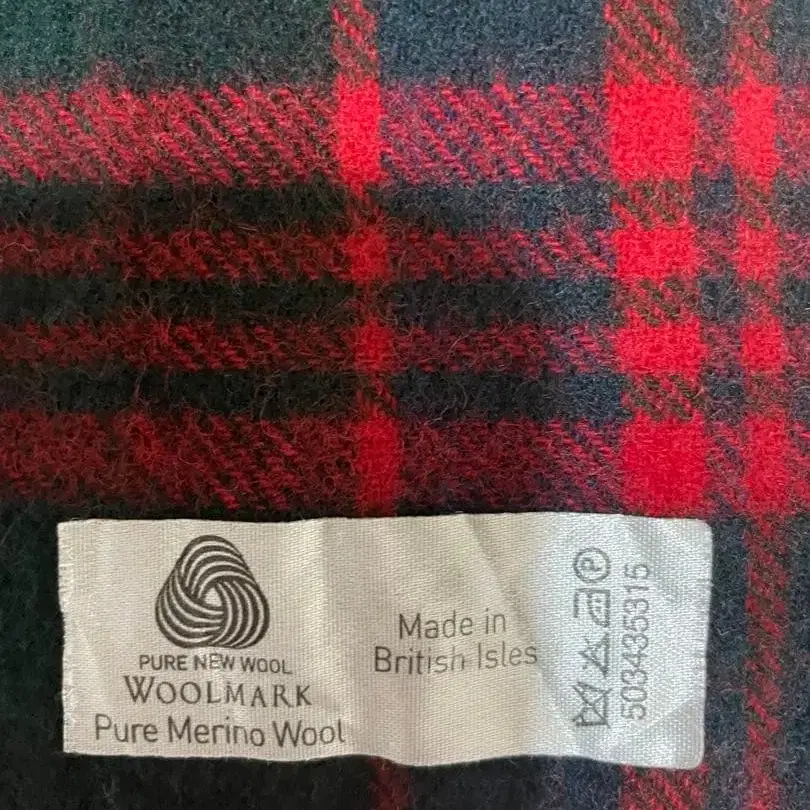 PURE NEW WOOL
WOOLMARK
Pure Merino Wool
Made in
British Isles
P
503435315